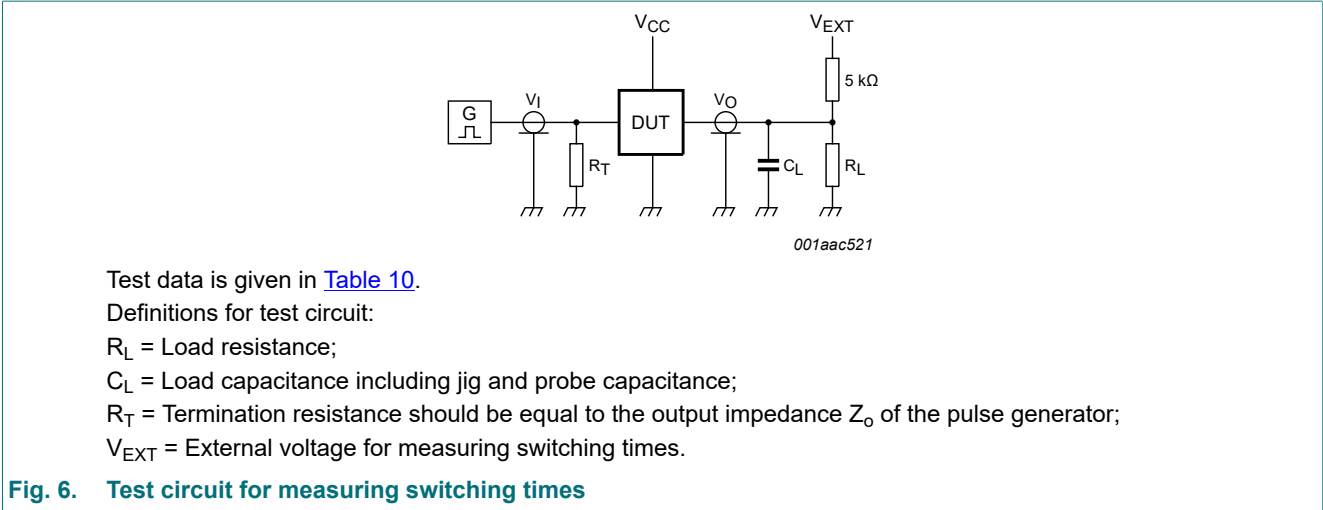 VCC
VEXT
5 kΩ
G
VI
DUT
VO
RT
CL
RL
001aac521
Test data is given in Table 10.
Definitions for test circuit:
RL = Load resistance;
CL = Load capacitance including jig and probe capacitance;
RT = Termination resistance should be equal to the output impedance Zo of the pulse generator;
VEXT = External voltage for measuring switching times.
Fig. 6. Test circuit for measuring switching times